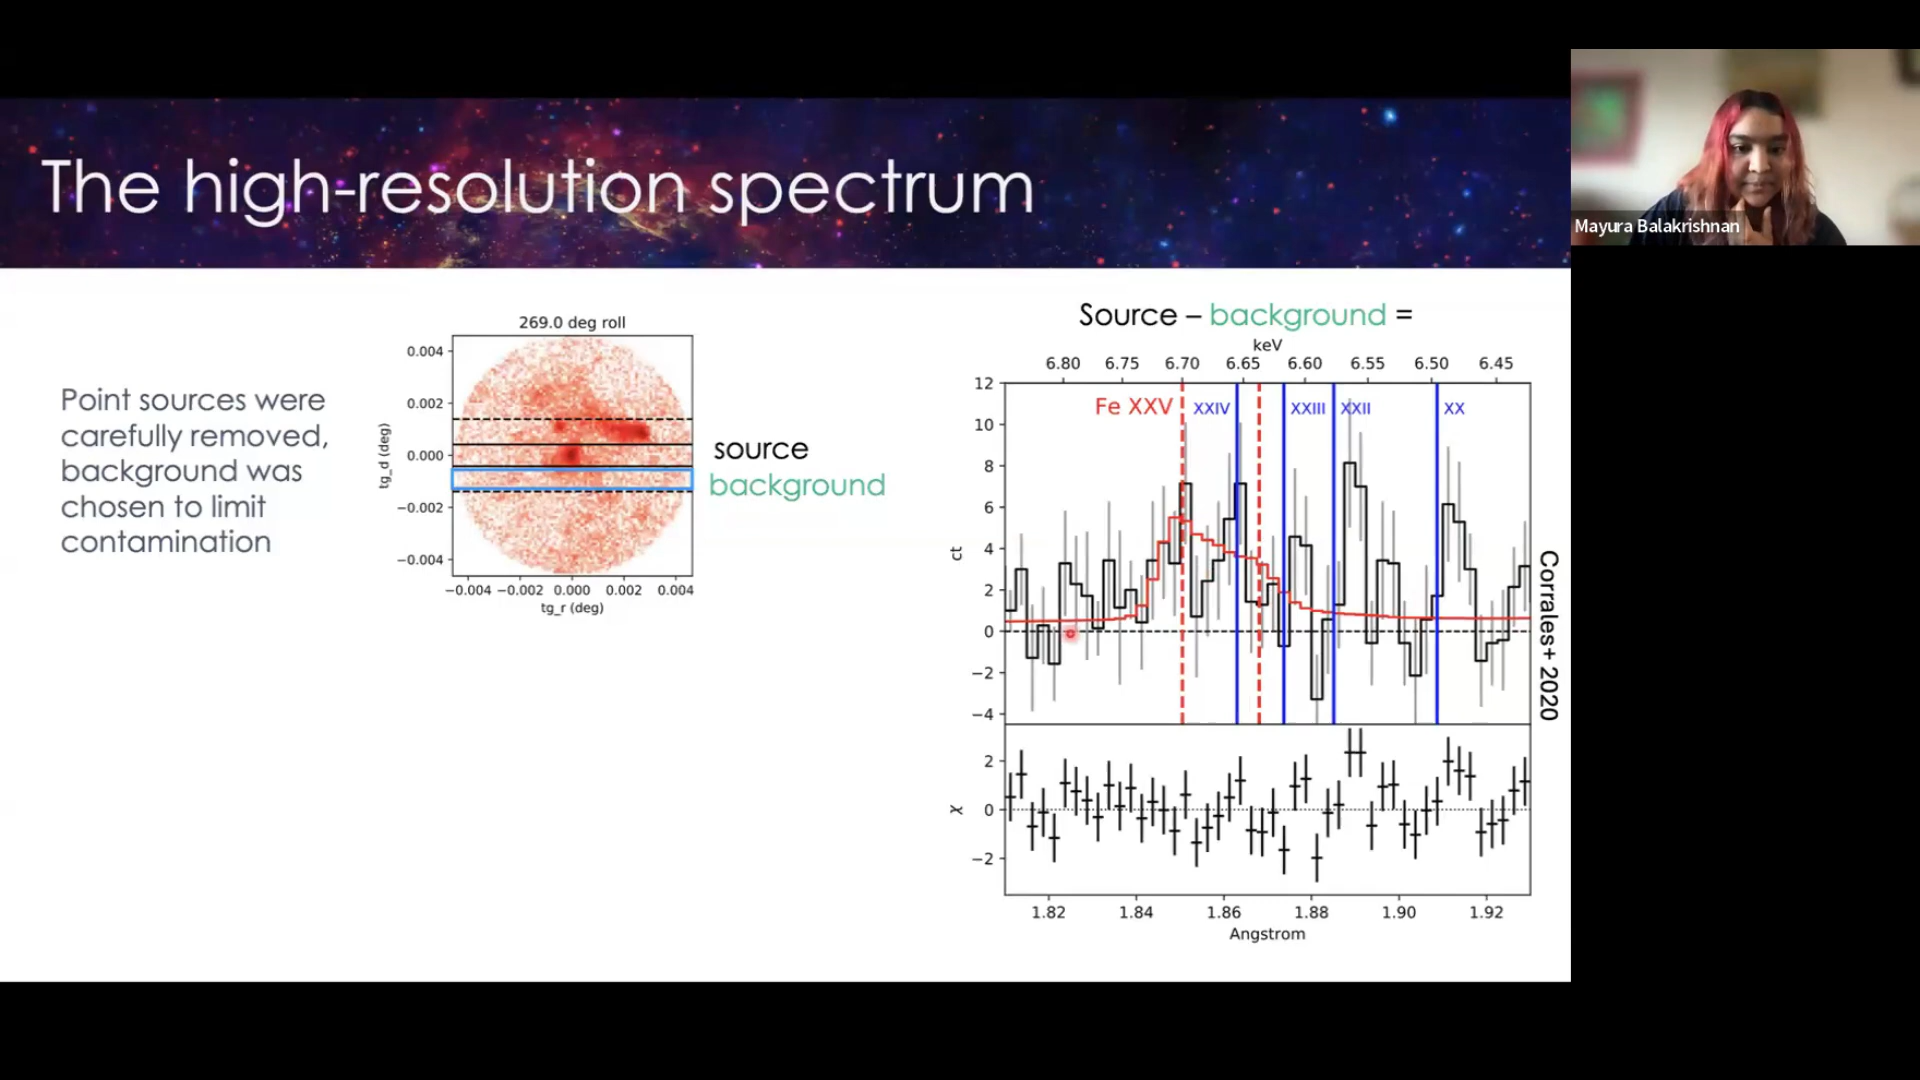 The high-resolution spectrum
Mayura Balakrishnan
Point sources were
carefully removed,
background was
chosen to limit
contamination
269.0 deg roll
0.004
0.002
0.000
−0.002
−0.004
tg_d (deg)
−0.004 −0.002 0.000 0.002 0.004
tg_r (deg)
source
background
Source – background =
keV
6.80 6.75 6.70 6.65 6.60 6.55 6.50 6.45
Fe XXV XXIV XXIII XXII XX
12
10
8
6
4
2
0
−2
−4
ct
Corrales+ 2020
2
0
−2
χ
1.82 1.84 1.86 1.88 1.90 1.92
Angstrom